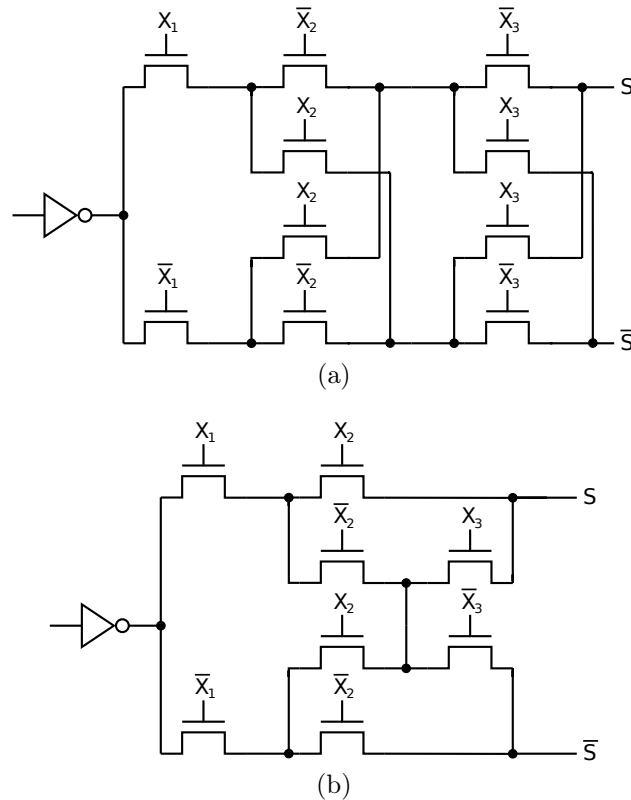 X₁ X̅₂ X̅₃
S
X₂ X₃
X₂ X₃
X̅₁ X̅₂ X̅₃
S̅
(a)
X₁ X₂
S
X̅₂ X₃
X₂ X̅₃
X̅₁ X̅₂
S̅
(b)